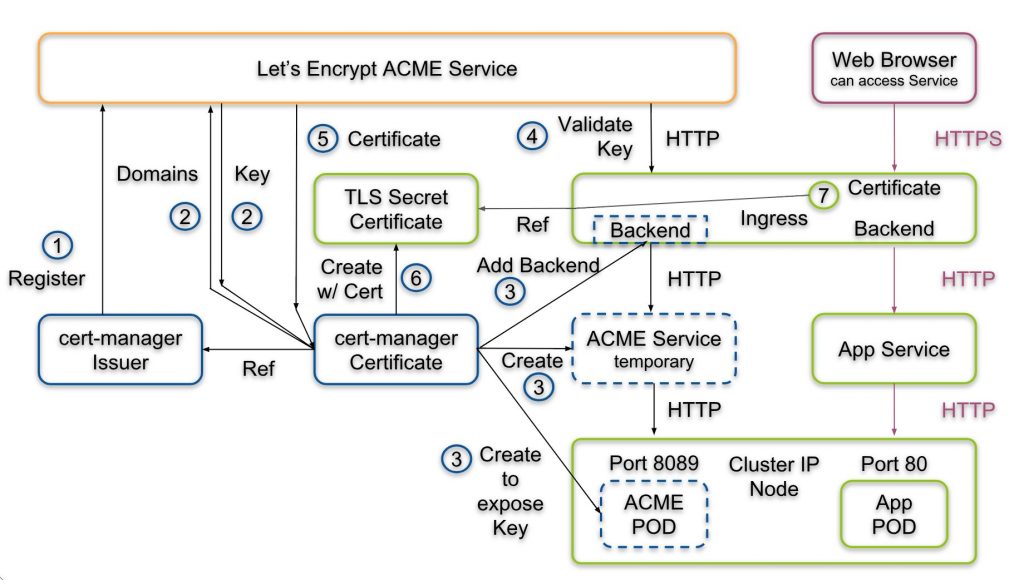 Let's Encrypt ACME Service
Web Browser
can access Service
5 Certificate
4 Validate
Key
HTTP
HTTPS
Domains
Key
2
2
TLS Secret
Certificate
Ref
7 Certificate
Ingress
Backend
Backend
1
Register
Create
w/ Cert
6
Add Backend
3
HTTP
HTTP
cert-manager
Issuer
Ref
cert-manager
Certificate
Create
3
ACME Service
temporary
App Service
HTTP
HTTP
3 Create
to
expose
Key
Port 8089
Cluster IP
Node
Port 80
ACME
POD
App
POD